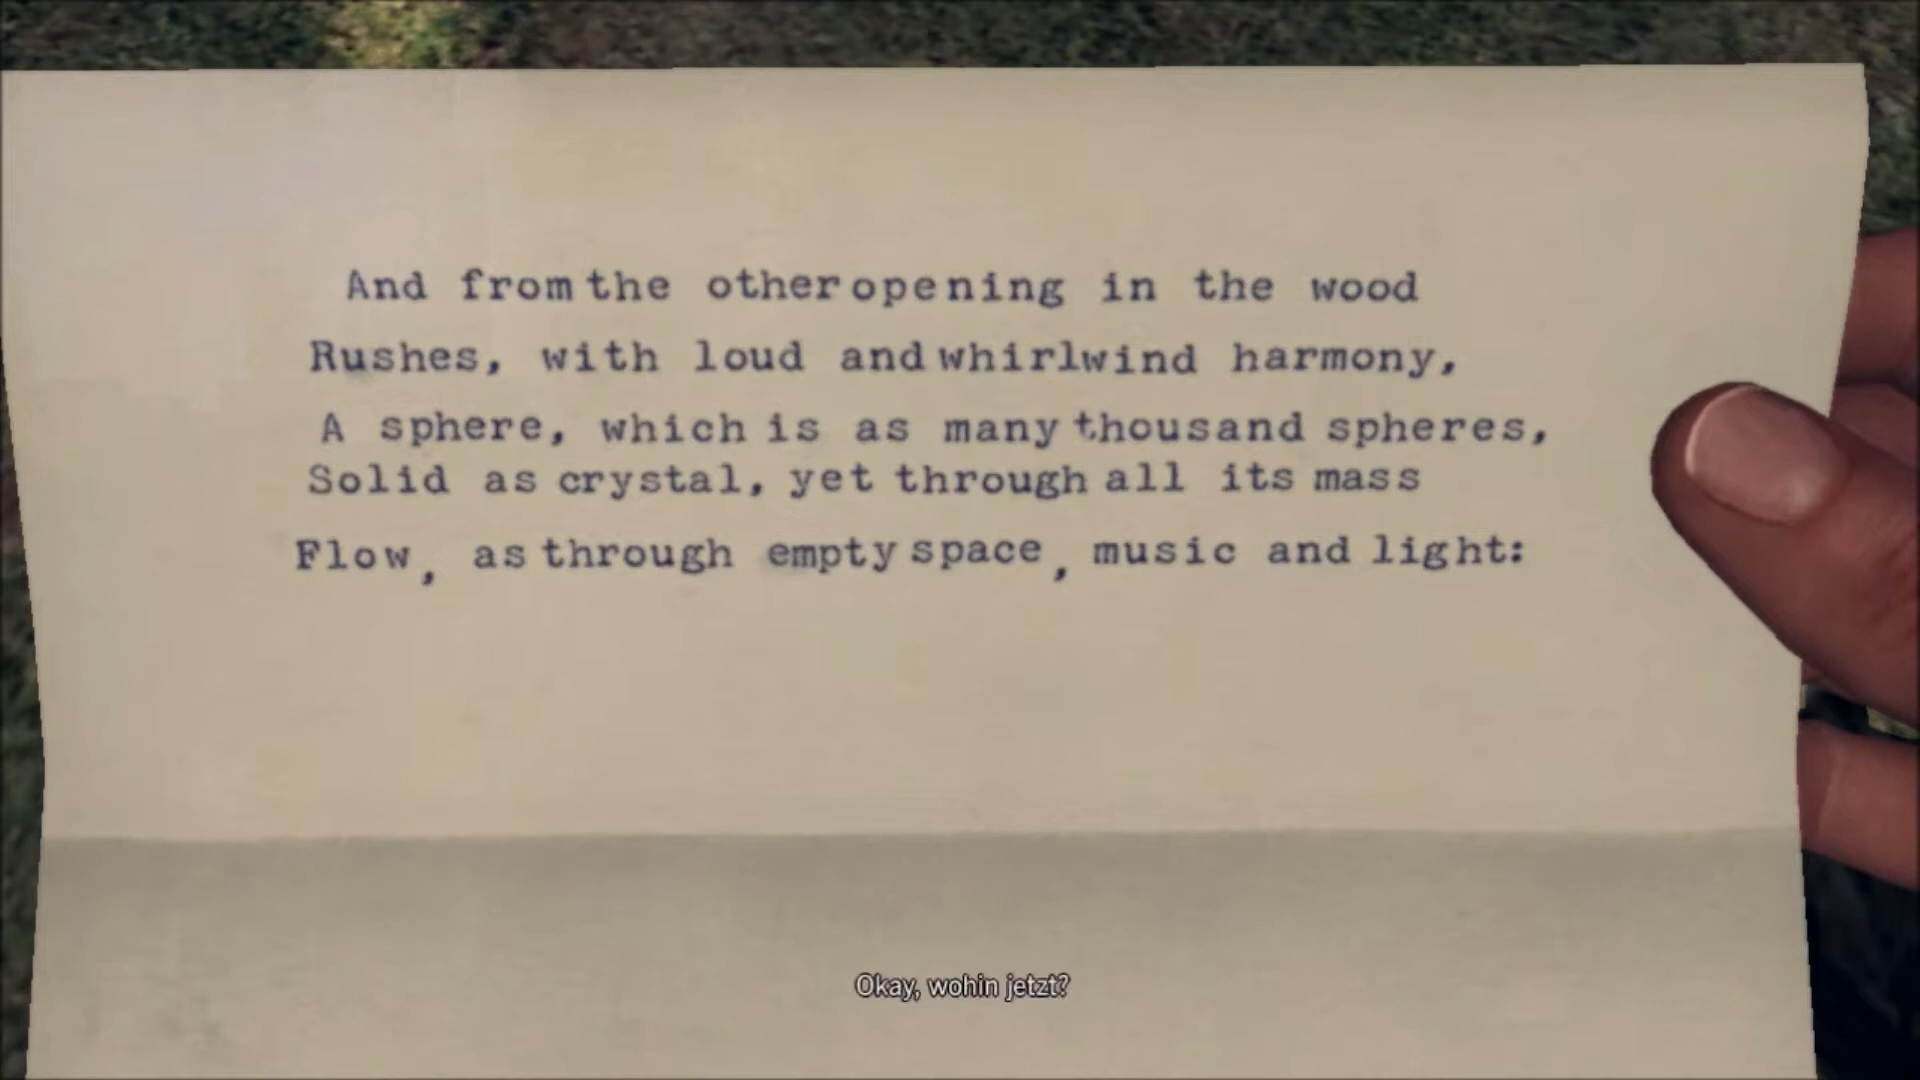 And from the other opening in the wood
Rushes, with loud and whirlwind harmony,
A sphere, which is as many thousand spheres,
Solid as crystal, yet through all its mass
Flow, as through empty space, music and light:
Okay, wohin jetzt?